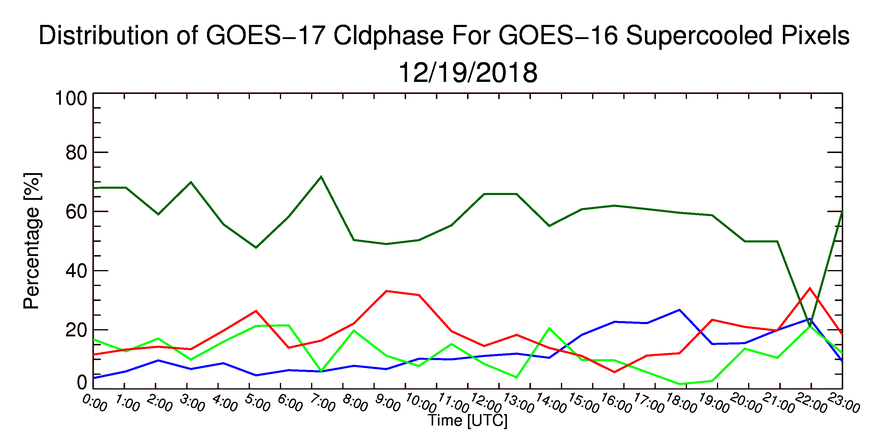 Distribution of GOES−17 Cldphase For GOES−16 Supercooled Pixels
12/19/2018
Percentage [%]
100
80
60
40
20
0
0:00 1:00 2:00 3:00 4:00 5:00 6:00 7:00 8:00 9:00 10:00 11:00 12:00 13:00 14:00 15:00 16:00 17:00 18:00 19:00 20:00 21:00 22:00 23:00
Time [UTC]